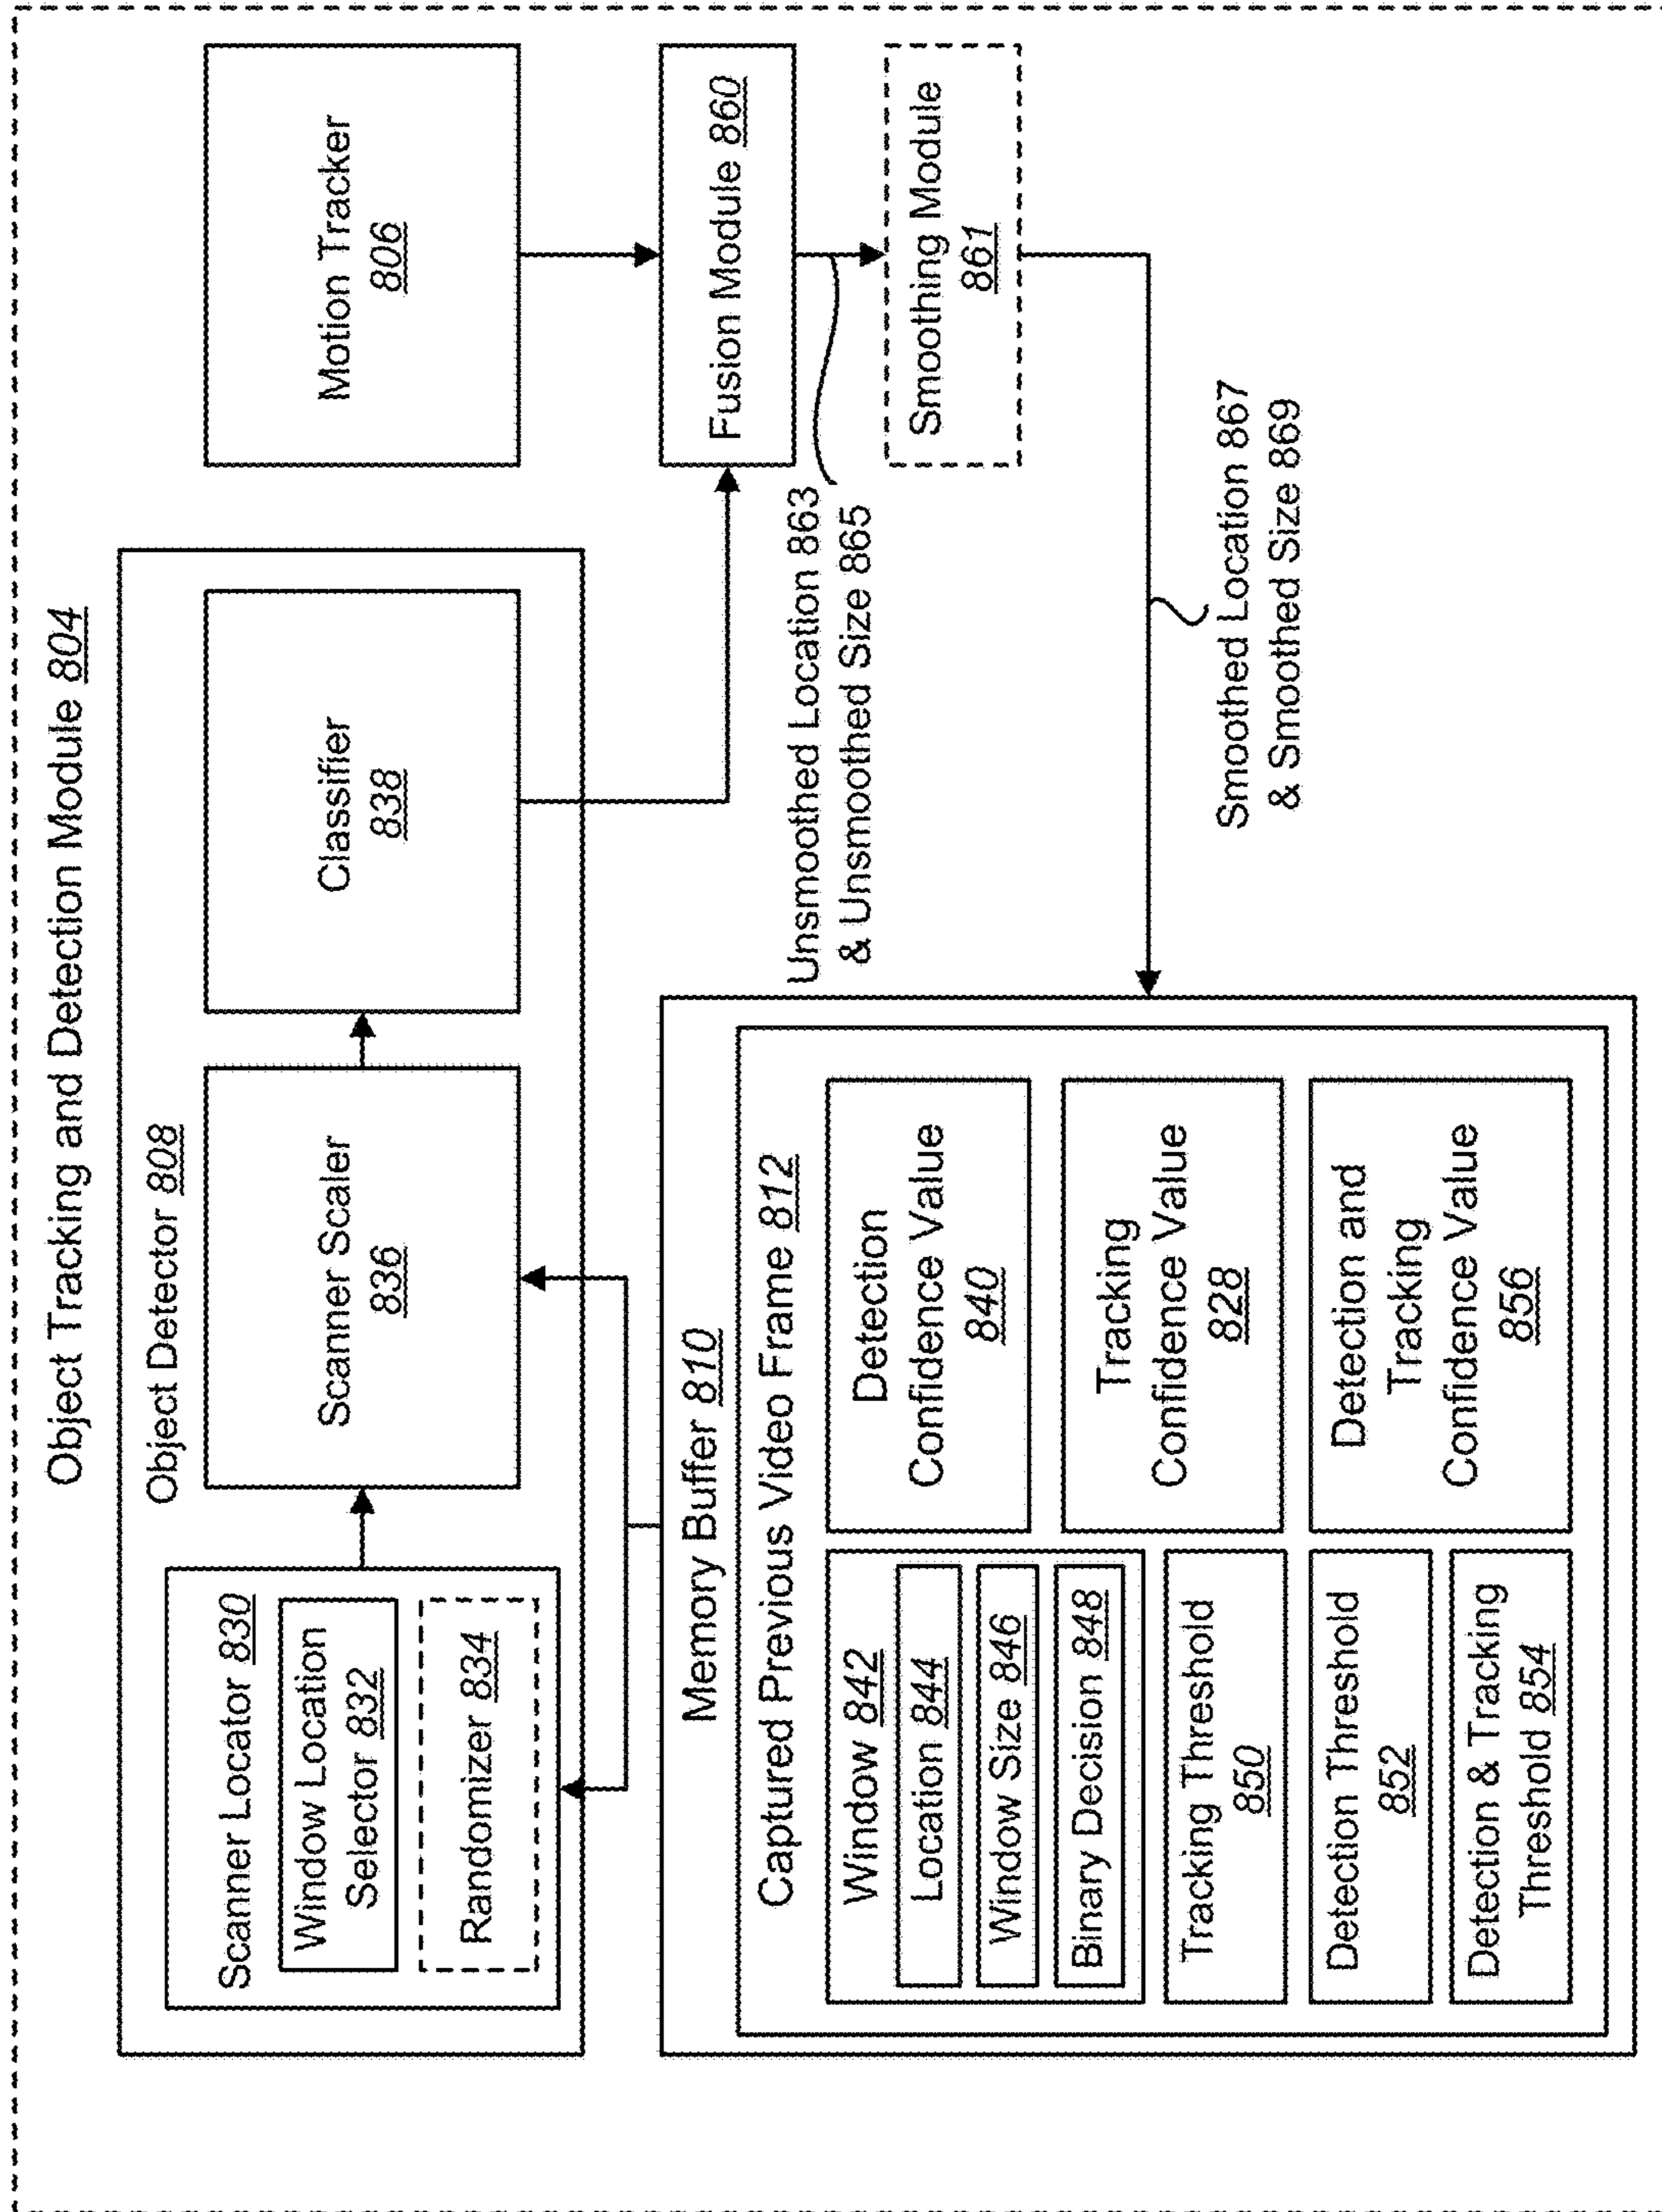 Object Tracking and Detection Module 804
Object Detector 808
Scanner Locator 830
Window Location
Selector 832
Randomizer 834
Scanner Scaler
836
Classifier
838
Motion Tracker
806
Memory Buffer 810
Captured Previous Video Frame 812
Window 842
Location 844
Window Size 846
Binary Decision 848
Tracking Threshold
850
Detection Threshold
852
Detection & Tracking
Threshold 854
Detection
Confidence Value
840
Tracking
Confidence Value
828
Detection and
Tracking
Confidence Value
856
Fusion Module 860
Unsmoothed Location 863
& Unsmoothed Size 865
Smoothing Module
861
Smoothed Location 867
& Smoothed Size 869